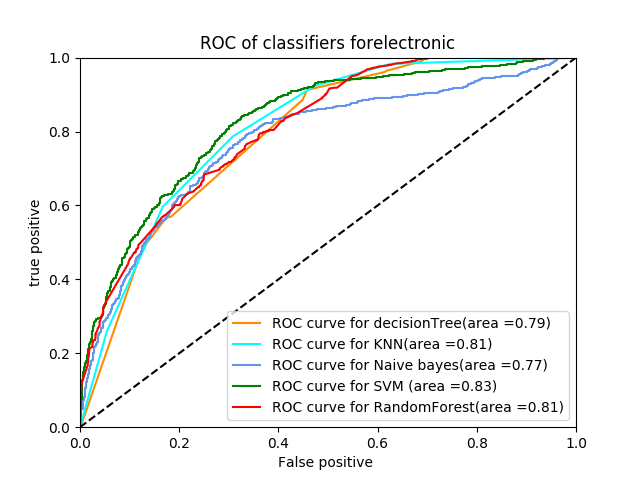 ROC of classifiers forelectronic
true positive
1.0
0.8
0.6
0.4
0.2
0.0
ROC curve for decisionTree(area =0.79)
ROC curve for KNN(area =0.81)
ROC curve for Naive bayes(area =0.77)
ROC curve for SVM (area =0.83)
ROC curve for RandomForest(area =0.81)
0.0 0.2 0.4 0.6 0.8 1.0
False positive